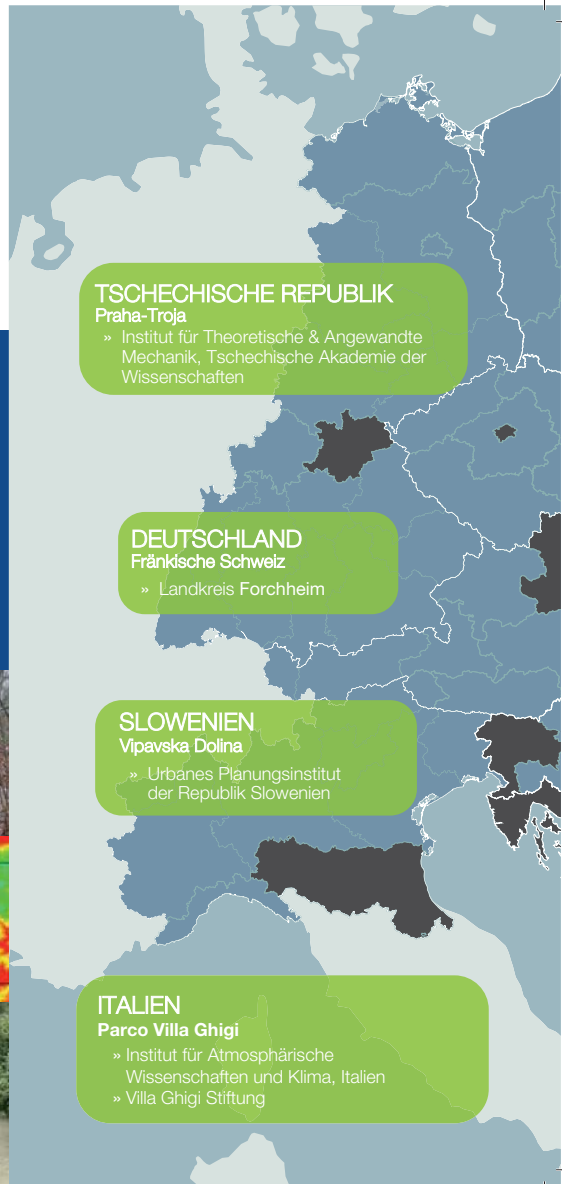 TSCHECHISCHE REPUBLIK
Praha-Troja
» Institut für Theoretische & Angewandte
Mechanik, Tschechische Akademie der
Wissenschaften
DEUTSCHLAND
Fränkische Schweiz
» Landkreis Forchheim
SLOWENIEN
Vipavska Dolina
» Urbanes Planungsinstitut
der Republik Slowenien
ITALIEN
Parco Villa Ghigi
» Institut für Atmosphärische
Wissenschaften und Klima, Italien
» Villa Ghigi Stiftung